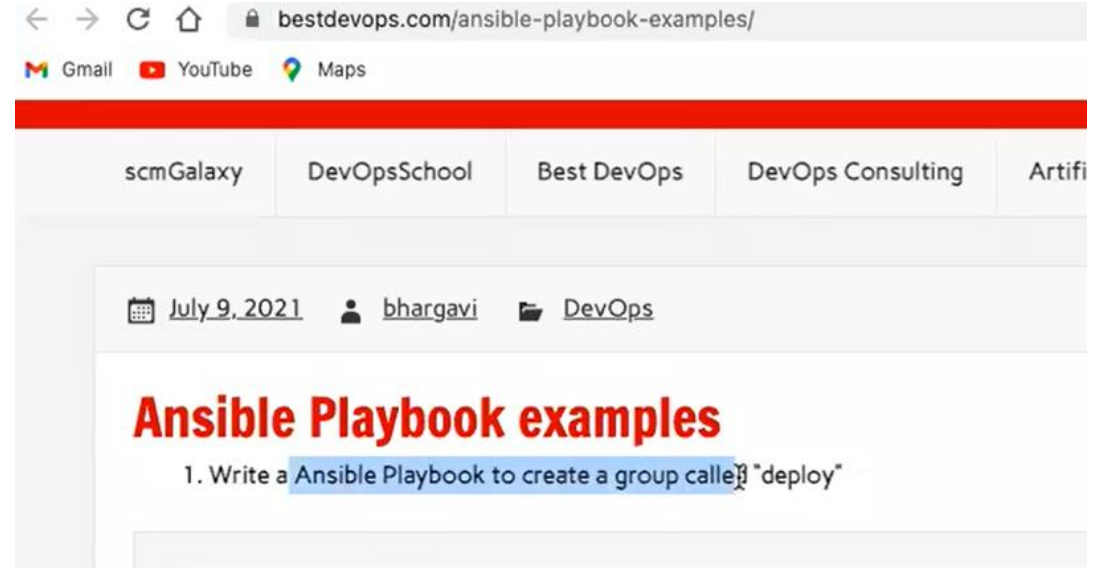 bestdevops.com/ansible-playbook-examples/
Gmail YouTube Maps
scmGalaxy DevOpsSchool Best DevOps DevOps Consulting Artifi
July 9, 2021 bhargavi DevOps
Ansible Playbook examples
1. Write a Ansible Playbook to create a group called "deploy"